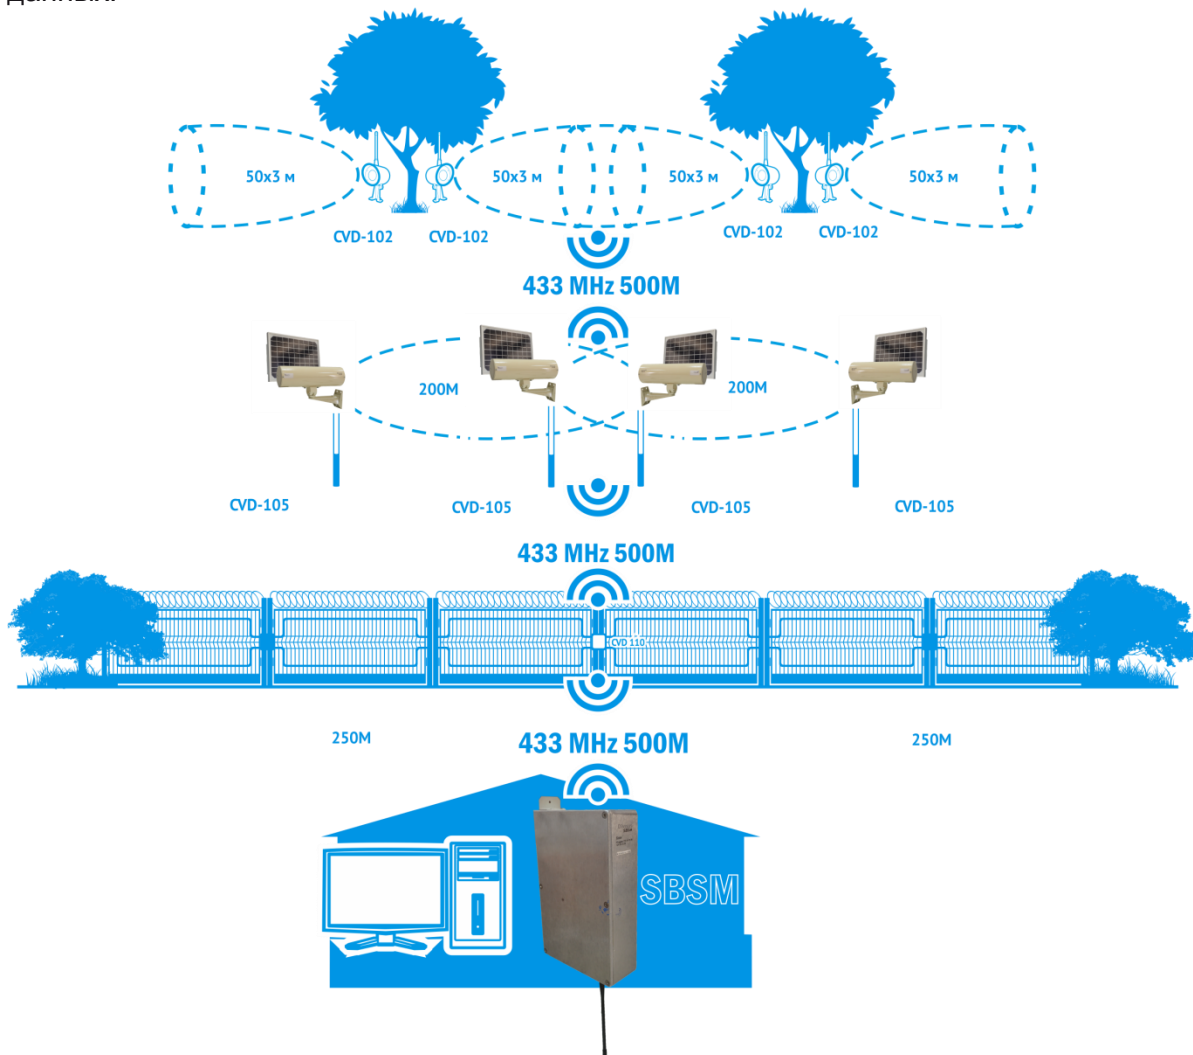 данных.
50x3 м
50x3 м
50x3 м
50x3 м
CVD-102
CVD-102
CVD-102
CVD-102
433 MHz 500M
200M
200M
CVD-105
CVD-105
CVD-105
CVD-105
433 MHz 500M
CVD 110
250M
433 MHz 500M
250M
SBSM